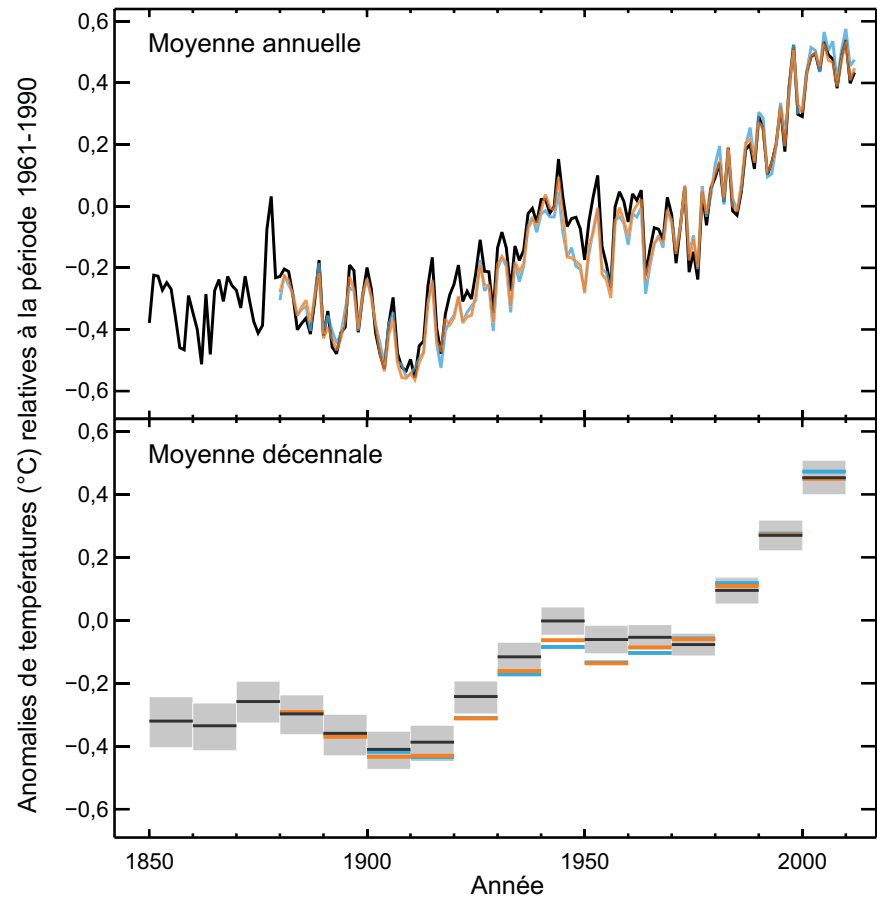 Anomalies de températures (°C) relatives à la période 1961-1990
Moyenne annuelle
0,6
0,4
0,2
0,0
−0,2
−0,4
−0,6
Moyenne décennale
0,6
0,4
0,2
0,0
−0,2
−0,4
−0,6
1850 1900 1950 2000
Année